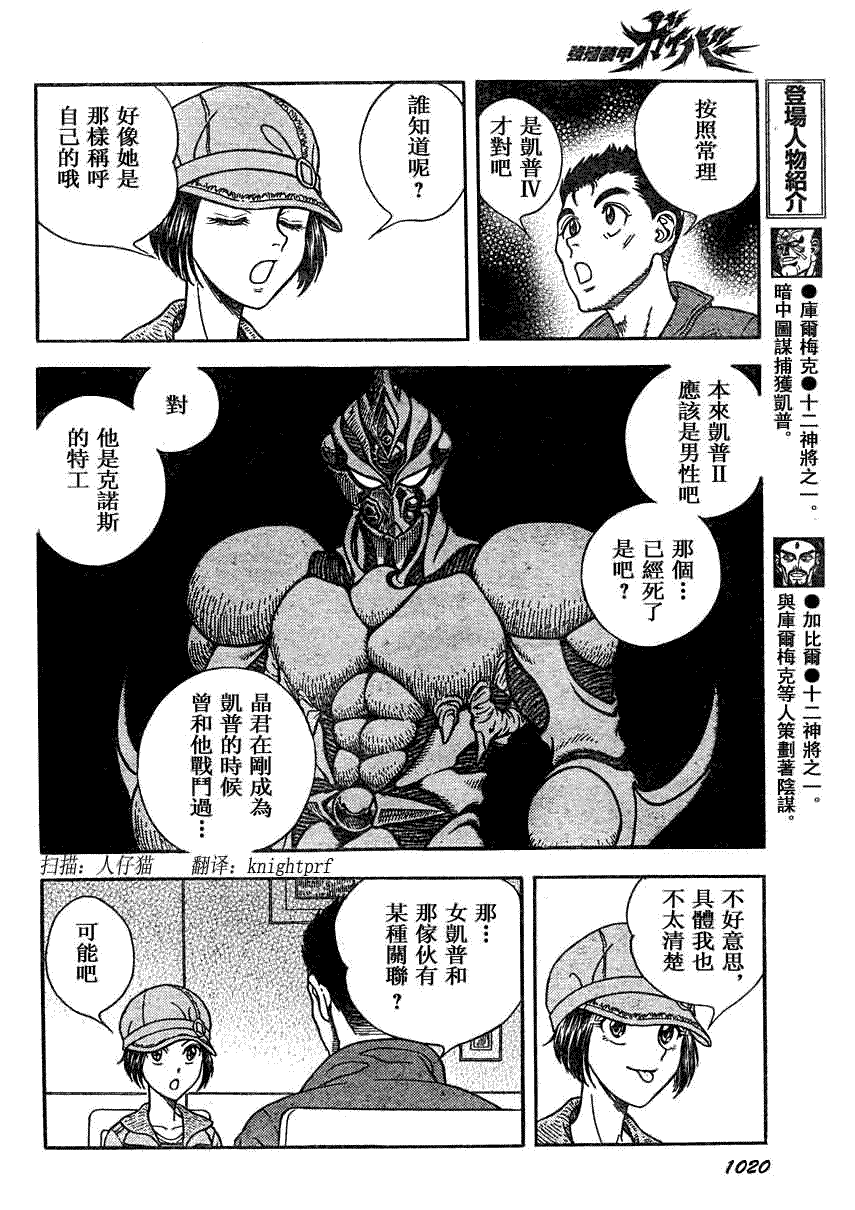 強殖裝甲
ガイバー
登場人物紹介
●庫爾梅克●十二神將之一。
暗中圖謀捕獲凱普。
●加比爾●十二神將之一。
與庫爾梅克等人策劃著陰謀。
按照常理
是凱普Ⅳ
才對吧
誰知道呢？
好像她是
那樣稱呼
自己的哦
本來凱普Ⅱ
應該是男性吧
那個…
已經死了
是吧？
對
他是克諾斯
的特工
晶君在剛成為
凱普的時候
曾和他戰鬥過…
扫描：人仔猫　　翻译：knightprf
不好意思，
具體我也
不太清楚
那…
女凱普和
那傢伙有
某種關聯？
可能吧
1020